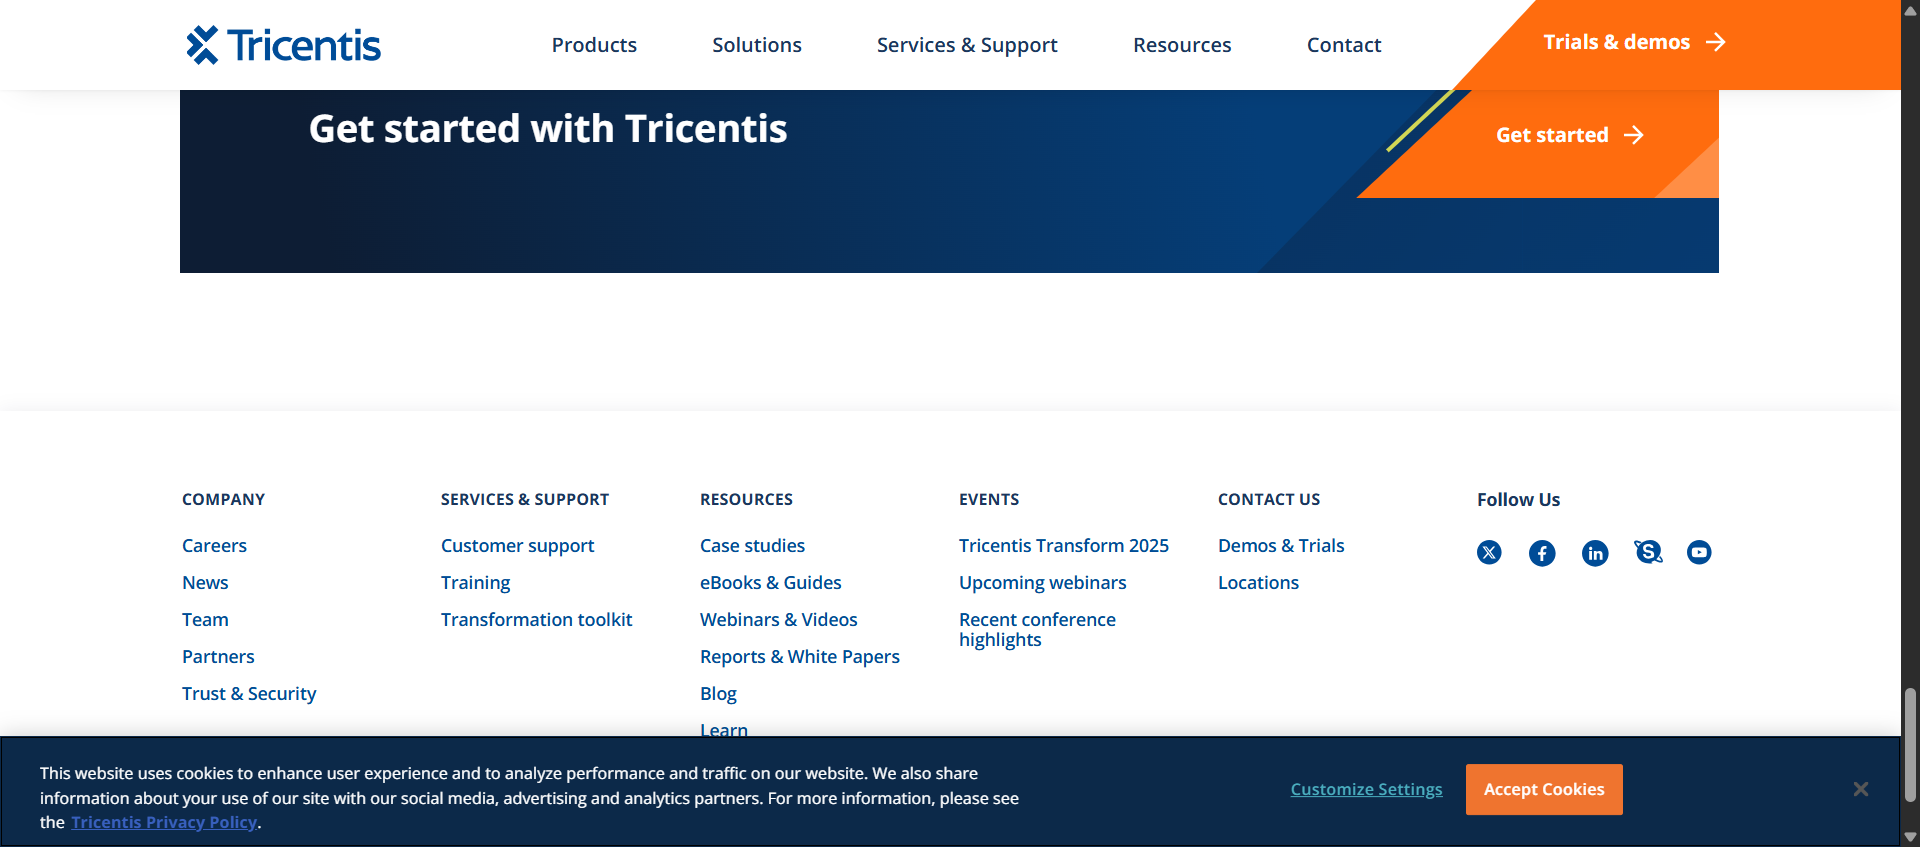 Tricentis
Products
Solutions
Services & Support
Resources
Contact
Trials & demos
Get started with Tricentis
Get started
COMPANY
Careers
News
Team
Partners
Trust & Security
SERVICES & SUPPORT
Customer support
Training
Transformation toolkit
RESOURCES
Case studies
eBooks & Guides
Webinars & Videos
Reports & White Papers
Blog
Learn
EVENTS
Tricentis Transform 2025
Upcoming webinars
Recent conference
highlights
CONTACT US
Demos & Trials
Locations
Follow Us
This website uses cookies to enhance user experience and to analyze performance and traffic on our website. We also share
information about your use of our site with our social media, advertising and analytics partners. For more information, please see
the Tricentis Privacy Policy.
Customize Settings
Accept Cookies